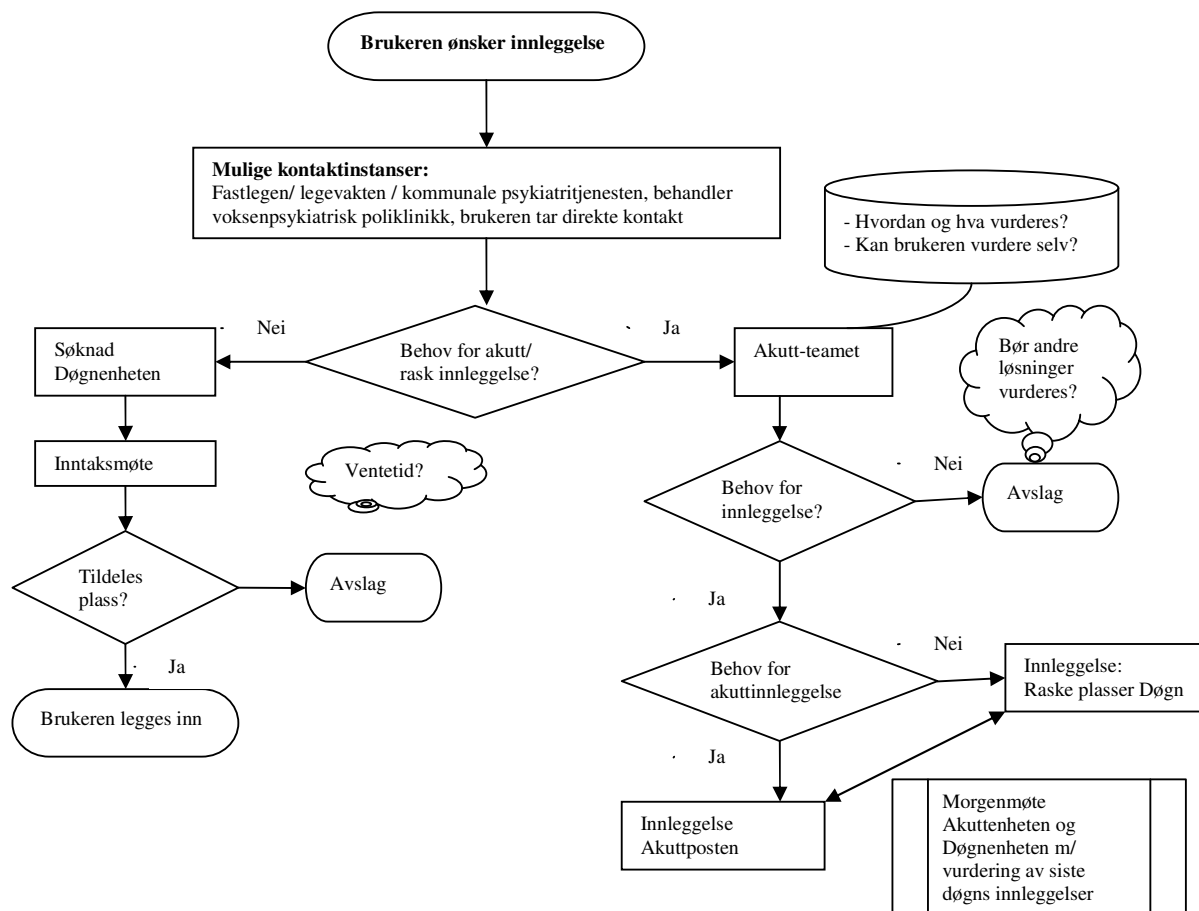 Brukeren ønsker innleggelse
Mulige kontaktinstanser:
Fastlegen/ legevakten / kommunale psykiatritjenesten, behandler
voksenpsykiatrisk poliklinikk, brukeren tar direkte kontakt
- Hvordan og hva vurderes?
- Kan brukeren vurdere selv?
Nei
Ja
Søknad
Døgnenheten
Behov for akutt/
rask innleggelse?
Akutt-teamet
Bør andre
løsninger
vurderes?
Inntaksmøte
Ventetid?
Nei
Behov for
innleggelse?
Avslag
Tildeles
plass?
Avslag
Ja
Ja
Nei
Behov for
akuttinnleggelse
Innleggelse:
Raske plasser Døgn
Brukeren legges inn
Ja
Innleggelse
Akuttposten
Morgenmøte
Akuttenheten og
Døgnenheten m/
vurdering av siste
døgns innleggelser